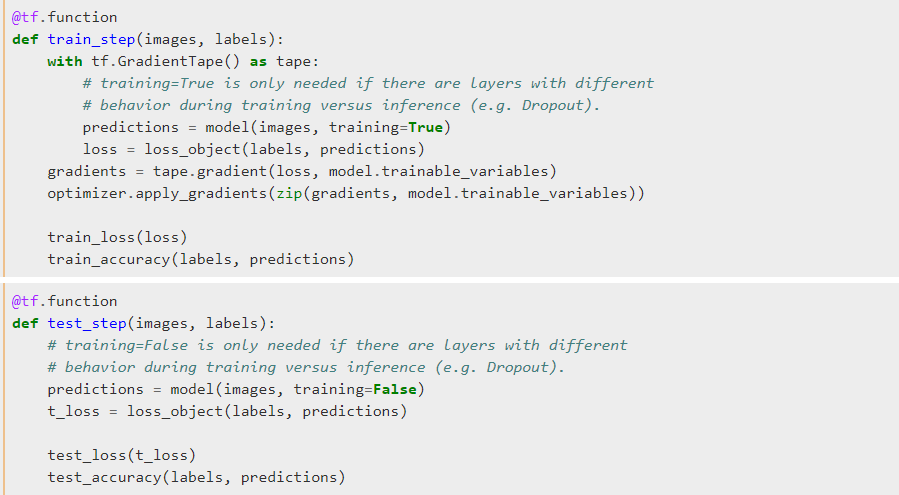 @tf.function
def train_step(images, labels):
    with tf.GradientTape() as tape:
        # training=True is only needed if there are layers with different
        # behavior during training versus inference (e.g. Dropout).
        predictions = model(images, training=True)
        loss = loss_object(labels, predictions)
    gradients = tape.gradient(loss, model.trainable_variables)
    optimizer.apply_gradients(zip(gradients, model.trainable_variables))

    train_loss(loss)
    train_accuracy(labels, predictions)
@tf.function
def test_step(images, labels):
    # training=False is only needed if there are layers with different
    # behavior during training versus inference (e.g. Dropout).
    predictions = model(images, training=False)
    t_loss = loss_object(labels, predictions)

    test_loss(t_loss)
    test_accuracy(labels, predictions)